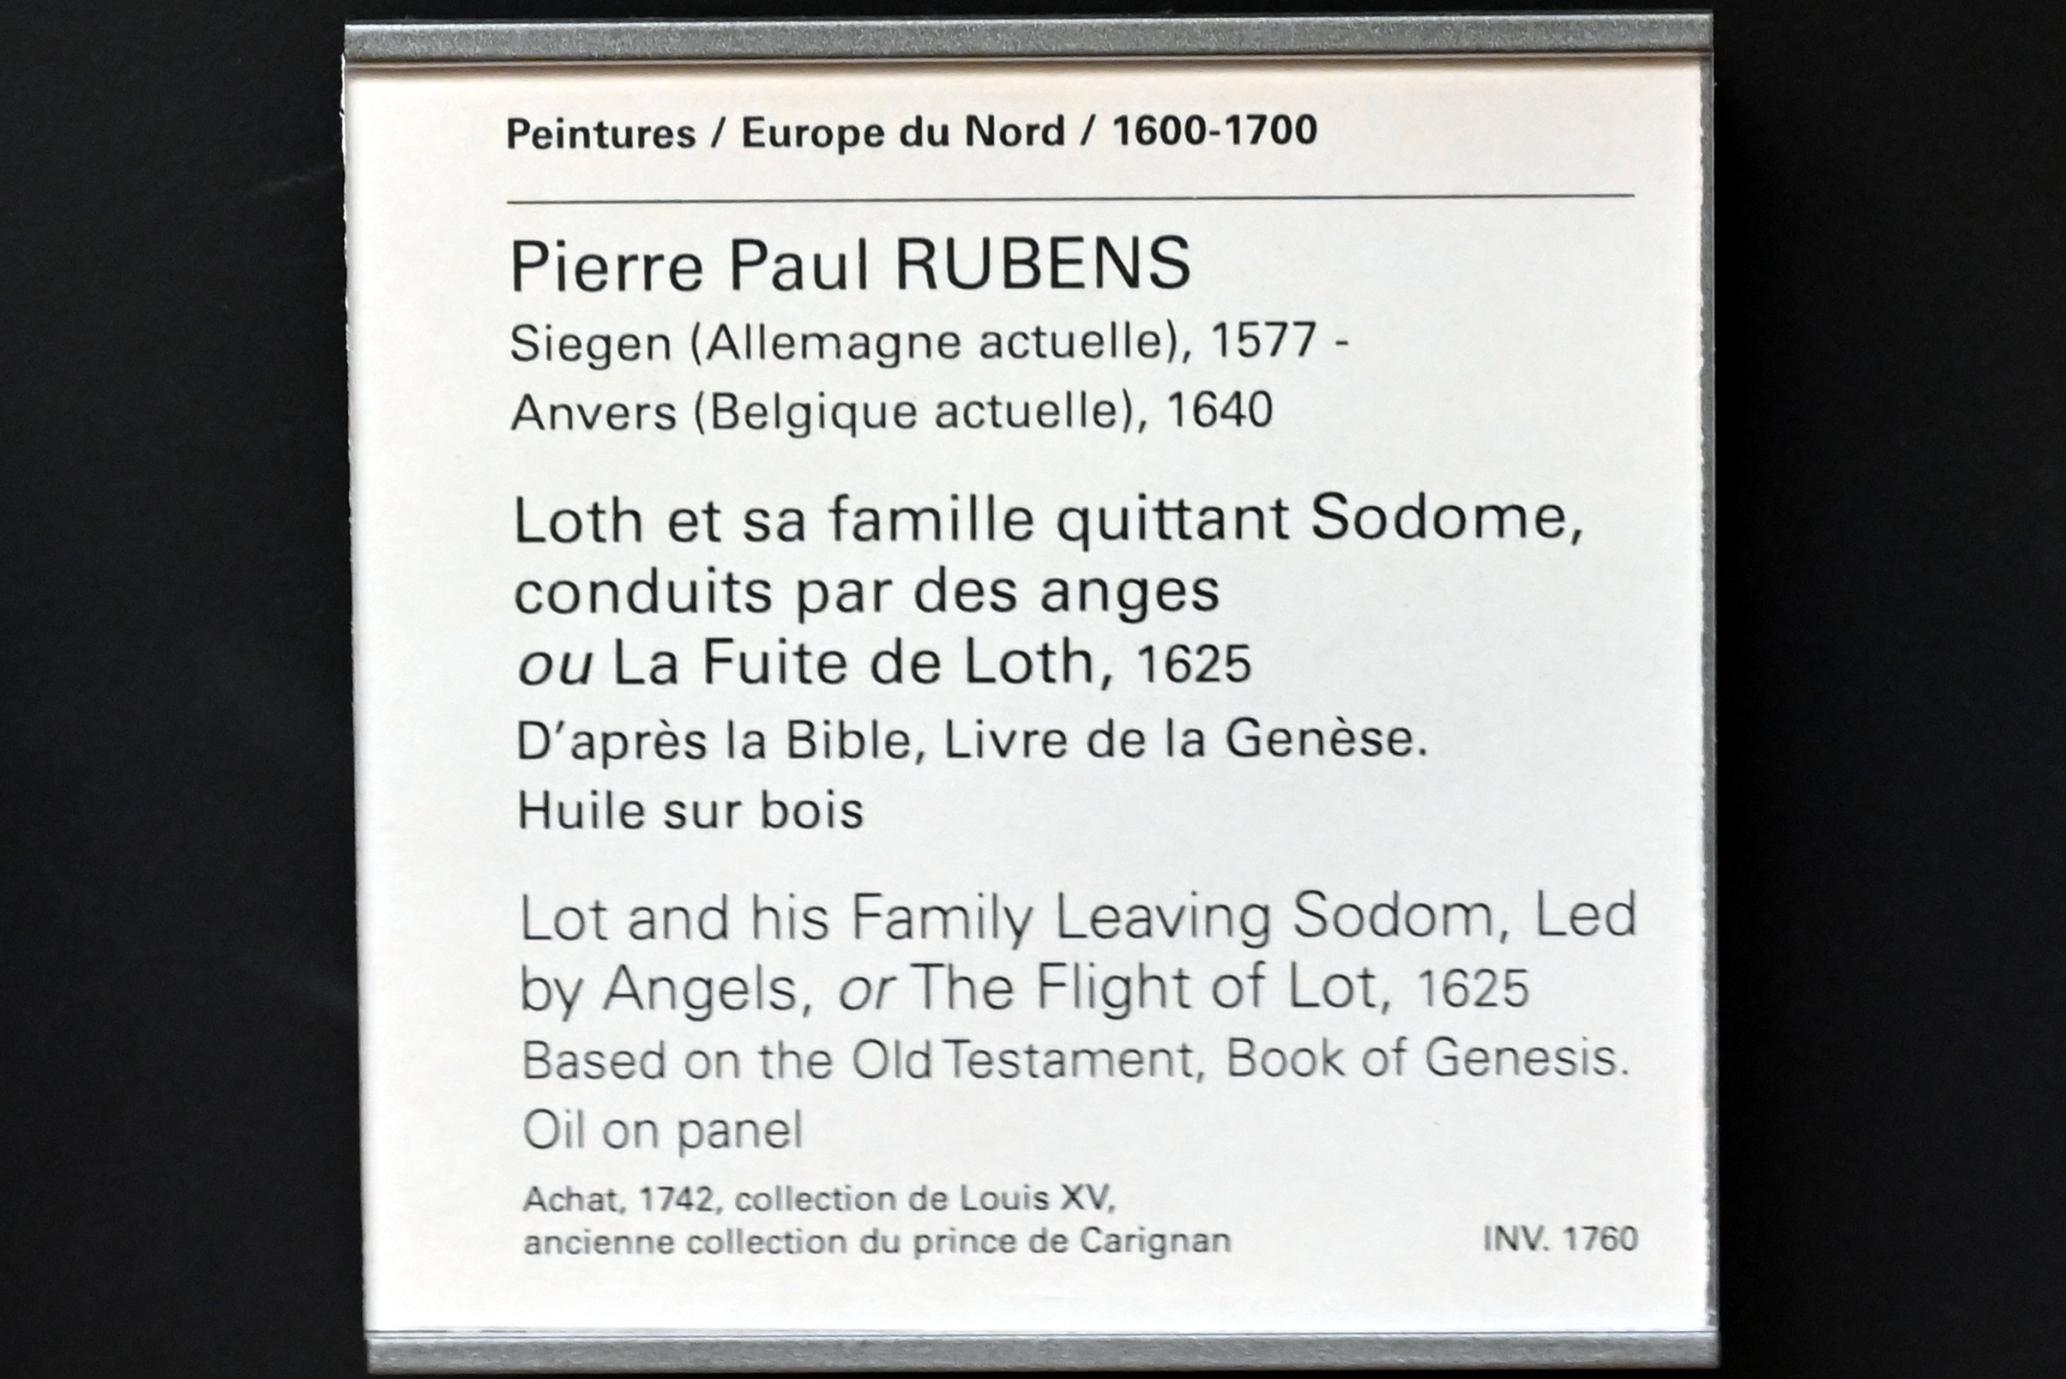 Peintures / Europe du Nord / 1600-1700
Pierre Paul RUBENS
Siegen (Allemagne actuelle), 1577 -
Anvers (Belgique actuelle), 1640
Loth et sa famille quittant Sodome,
conduits par des anges
ou La Fuite de Loth, 1625
D'après la Bible, Livre de la Genèse.
Huile sur bois
Lot and his Family Leaving Sodom, Led
by Angels, or The Flight of Lot, 1625
Based on the Old Testament, Book of Genesis.
Oil on panel
Achat, 1742, collection de Louis XV,
ancienne collection du prince de Carignan
INV. 1760